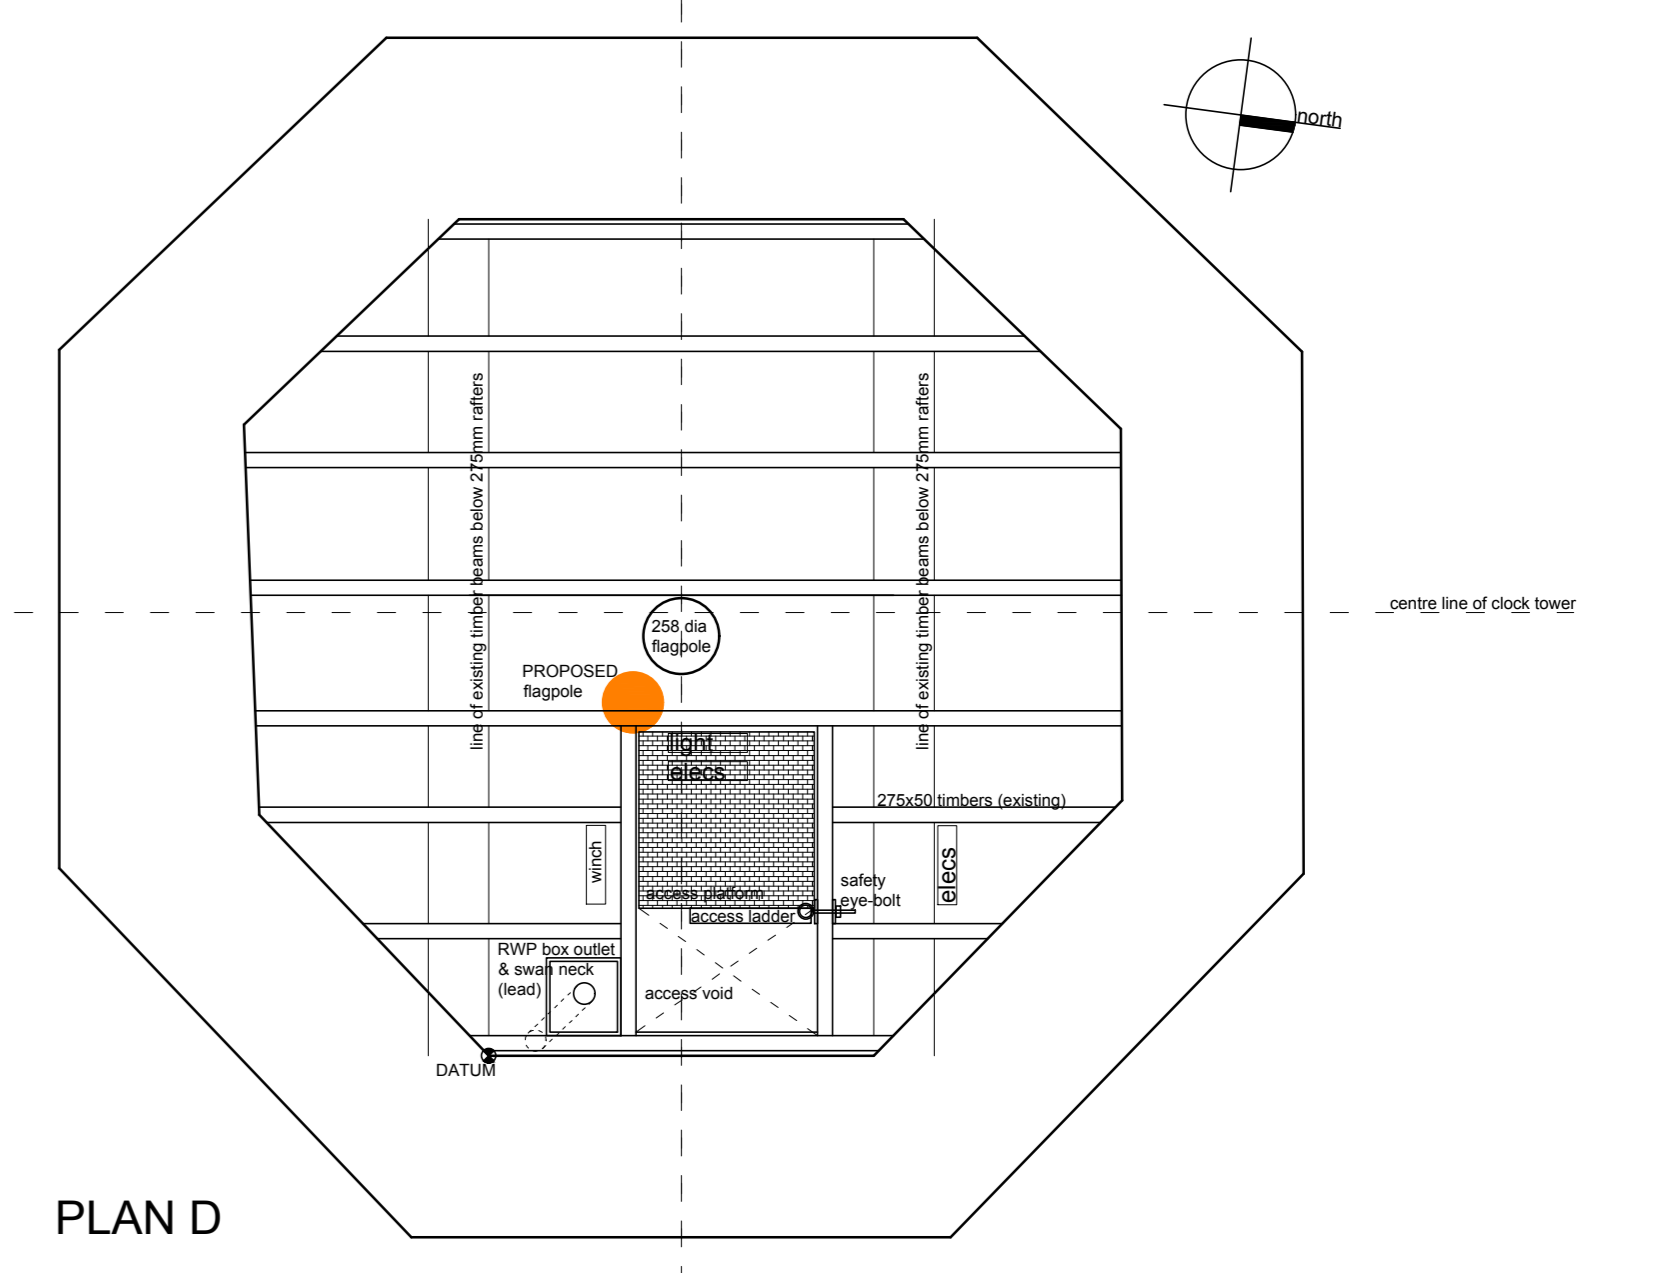 north
line of existing timber beams below 275mm rafters
line of existing timber beams below 275mm rafters
centre line of clock tower
258 dia
flagpole
PROPOSED
flagpole
light
elecs
275x50 timbers (existing)
winch
elecs
safety
eye-bolt
access platform
access ladder
RWP box outlet
& swan neck
(lead)
access void
DATUM
PLAN D